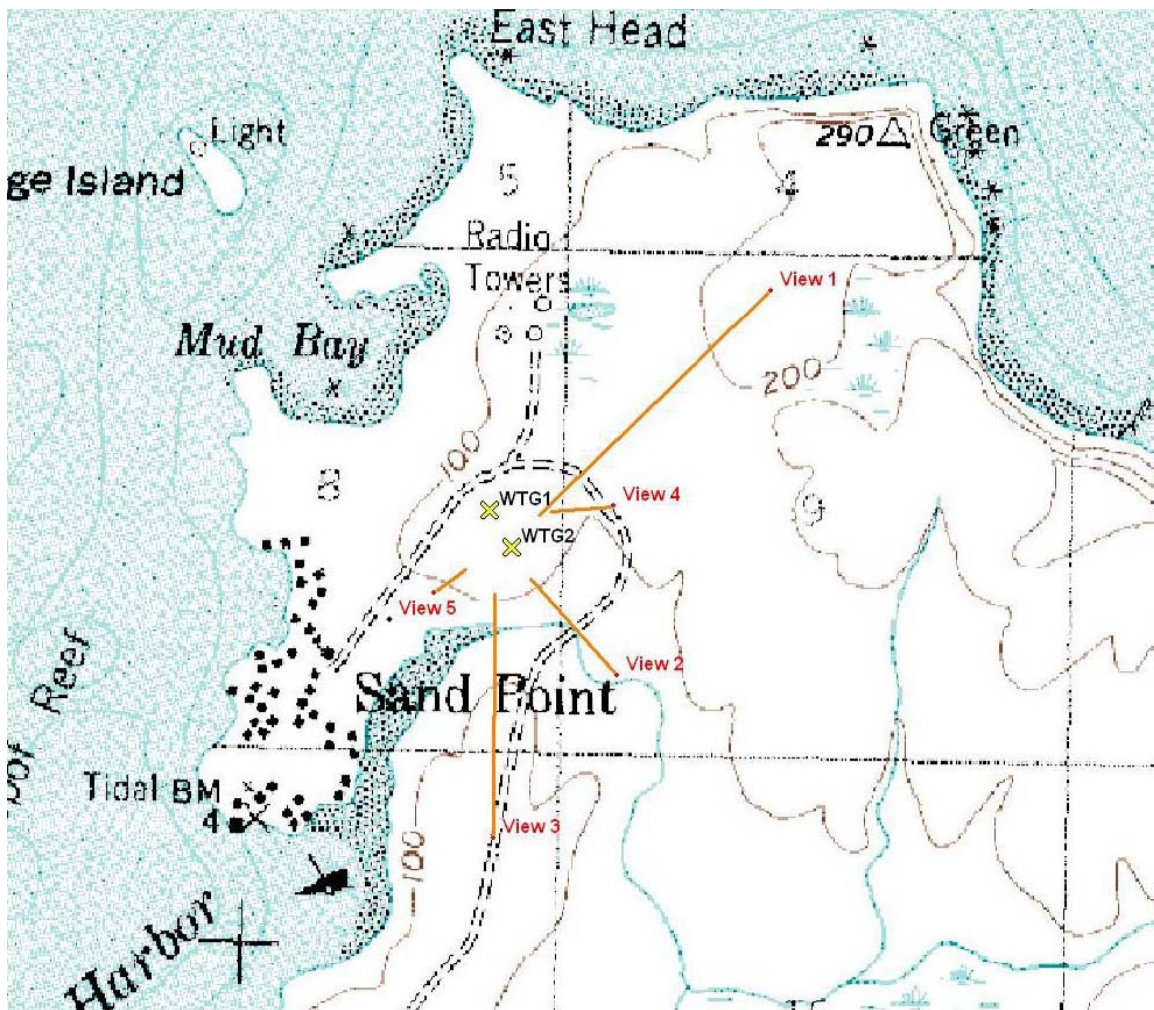 East Head
Light
290
Green
ge Island
5
4
Radio
Towers
View 1
Mud Bay
200
100
8
WTG1
View 4
9
WTG2
View 5
Reef
View 2
Sand Point
Tidal BM
4
View 3
100
Harbor